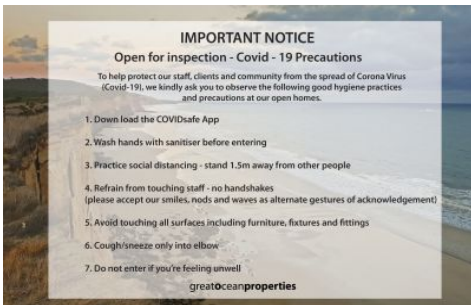 IMPORTANT NOTICE
Open for inspection - Covid - 19 Precautions
To help protect our staff, clients and community from the spread of Corona Virus
(Covid-19), we kindly ask you to observe the following good hygiene practices
and precautions at our open homes.
1. Down load the COVIDsafe App
2. Wash hands with sanitiser before entering
3. Practice social distancing - stand 1.5m away from other people
4. Refrain from touching staff - no handshakes
(please accept our smiles, nods and waves as alternate gestures of acknowledgement)
5. Avoid touching all surfaces including furniture, fixtures and fittings
6. Cough/sneeze only into elbow
7. Do not enter if you're feeling unwell
greatoceanproperties